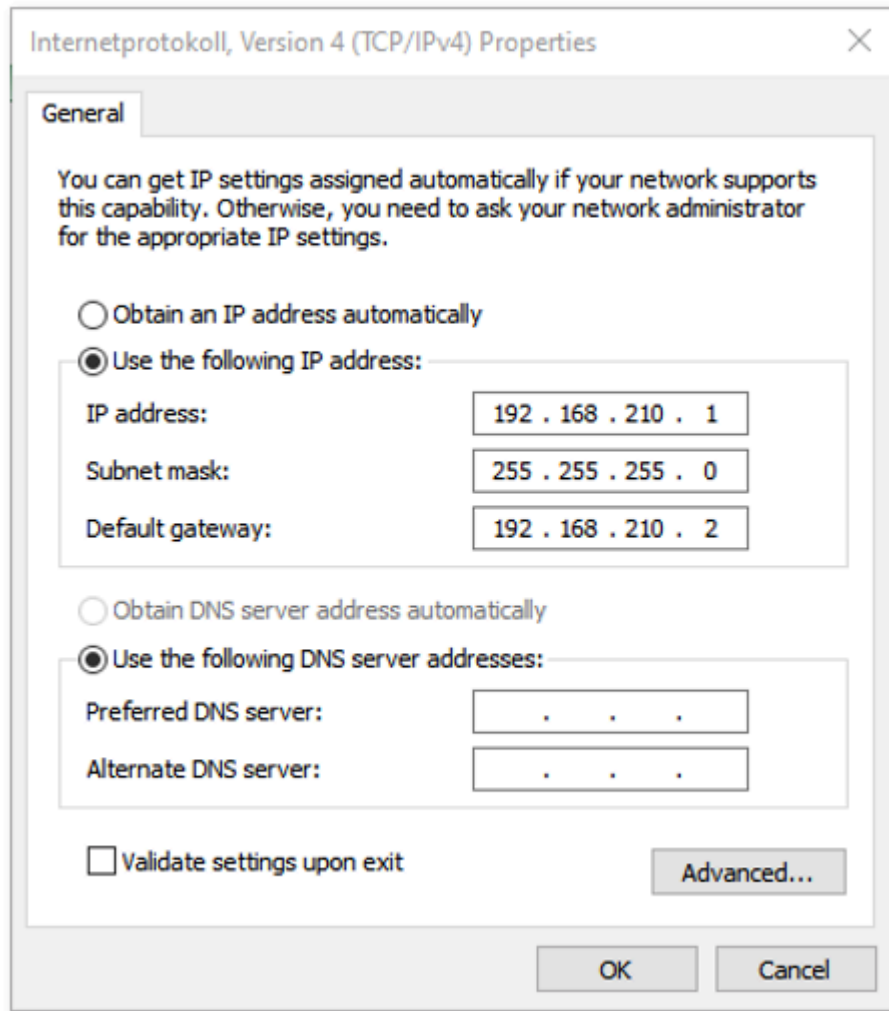 Internetprotokoll, Version 4 (TCP/IPv4) Properties
General
You can get IP settings assigned automatically if your network supports
this capability. Otherwise, you need to ask your network administrator
for the appropriate IP settings.
Obtain an IP address automatically
Use the following IP address:
IP address: 192 . 168 . 210 . 1
Subnet mask: 255 . 255 . 255 . 0
Default gateway: 192 . 168 . 210 . 2
Obtain DNS server address automatically
Use the following DNS server addresses:
Preferred DNS server: . . .
Alternate DNS server: . . .
Validate settings upon exit
Advanced...
OK Cancel